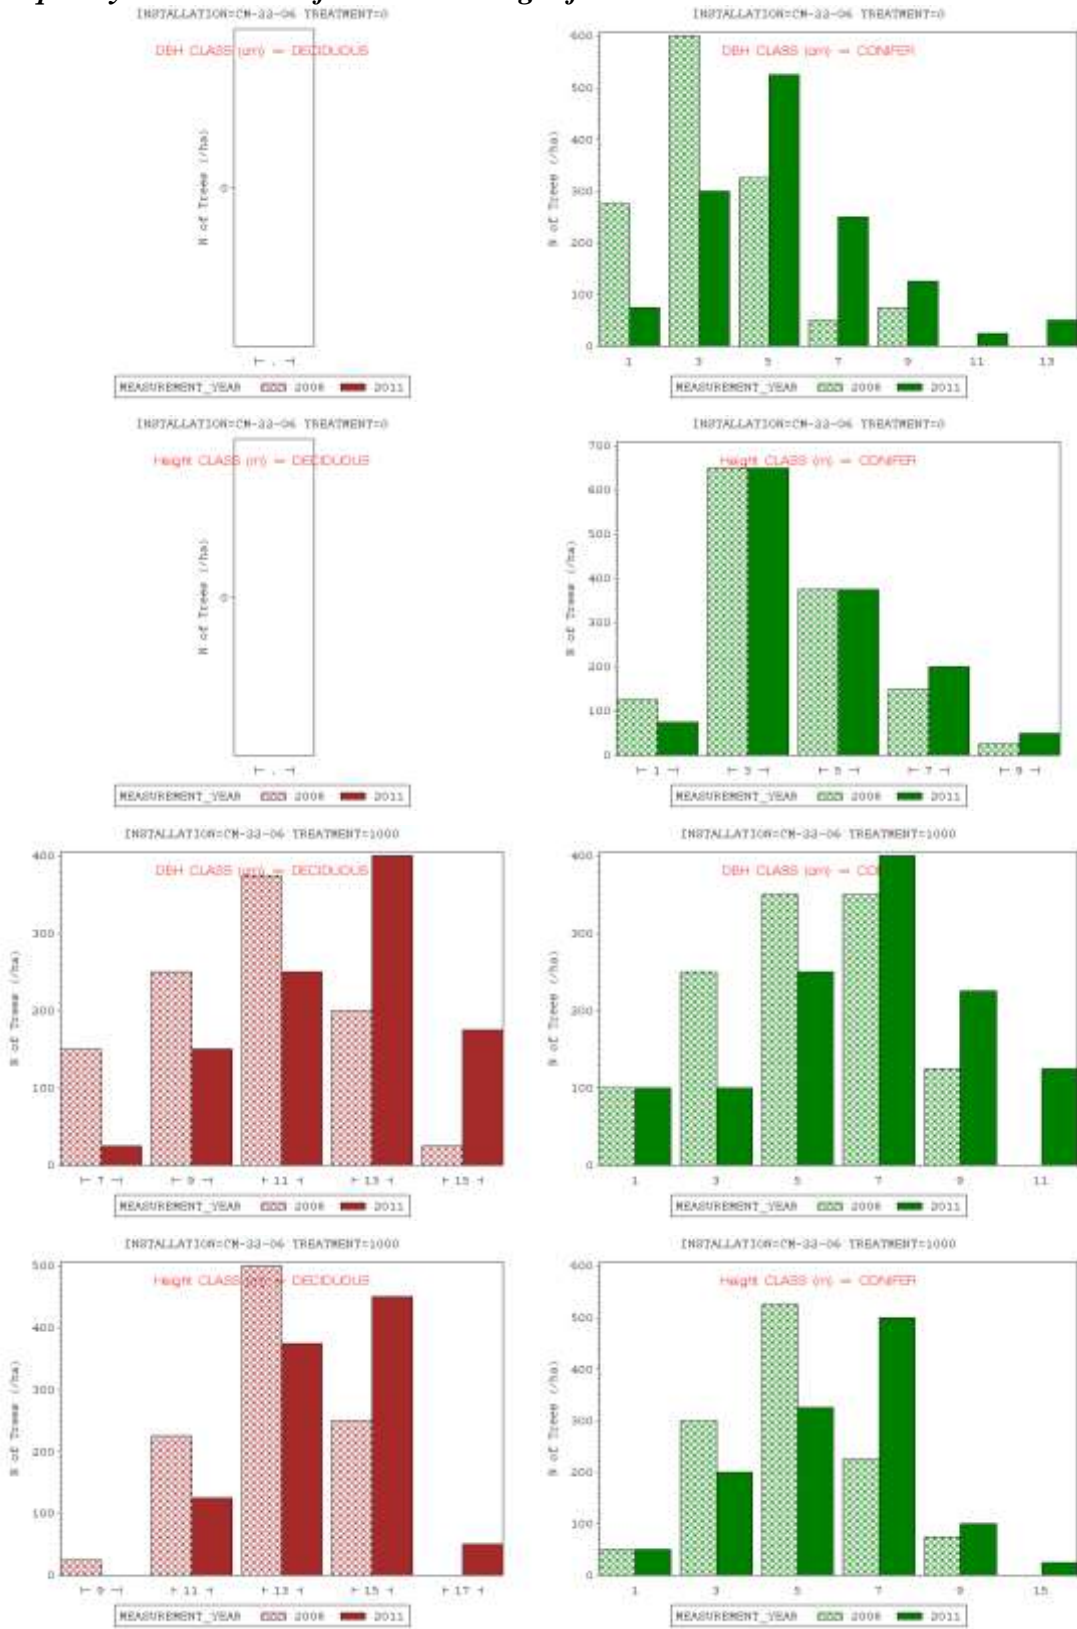 INSTALLATION=CM-33-06 TREATMENT=0
DBH CLASS (cm) = DECIDUOUS
N of Trees (/ha)
0
.
MEASUREMENT_YEAR 2008 2011
INSTALLATION=CM-33-06 TREATMENT=0
DBH CLASS (cm) = CONIFER
N of Trees (/ha)
600
500
400
300
200
100
0
1 3 5 7 9 11 13
MEASUREMENT_YEAR 2008 2011
INSTALLATION=CM-33-06 TREATMENT=0
Height CLASS (m) = DECIDUOUS
N of Trees (/ha)
0
.
MEASUREMENT_YEAR 2008 2011
INSTALLATION=CM-33-06 TREATMENT=0
Height CLASS (m) = CONIFER
N of Trees (/ha)
700
600
500
400
300
200
100
0
1 3 5 7 9
MEASUREMENT_YEAR 2008 2011
INSTALLATION=CM-33-06 TREATMENT=1000
DBH CLASS (cm) = DECIDUOUS
N of Trees (/ha)
400
300
200
100
0
7 9 11 13 15
MEASUREMENT_YEAR 2008 2011
INSTALLATION=CM-33-06 TREATMENT=1000
DBH CLASS (cm) =
N of Trees (/ha)
400
300
200
100
0
1 3 5 7 9 11
MEASUREMENT_YEAR 2008 2011
INSTALLATION=CM-33-06 TREATMENT=1000
Height CLASS (m) = DECIDUOUS
N of Trees (/ha)
500
400
300
200
100
0
9 11 13 15 17
MEASUREMENT_YEAR 2008 2011
INSTALLATION=CM-33-06 TREATMENT=1000
Height CLASS (m) = CONIFER
N of Trees (/ha)
600
500
400
300
200
100
0
1 3 5 7 9 15
MEASUREMENT_YEAR 2008 2011